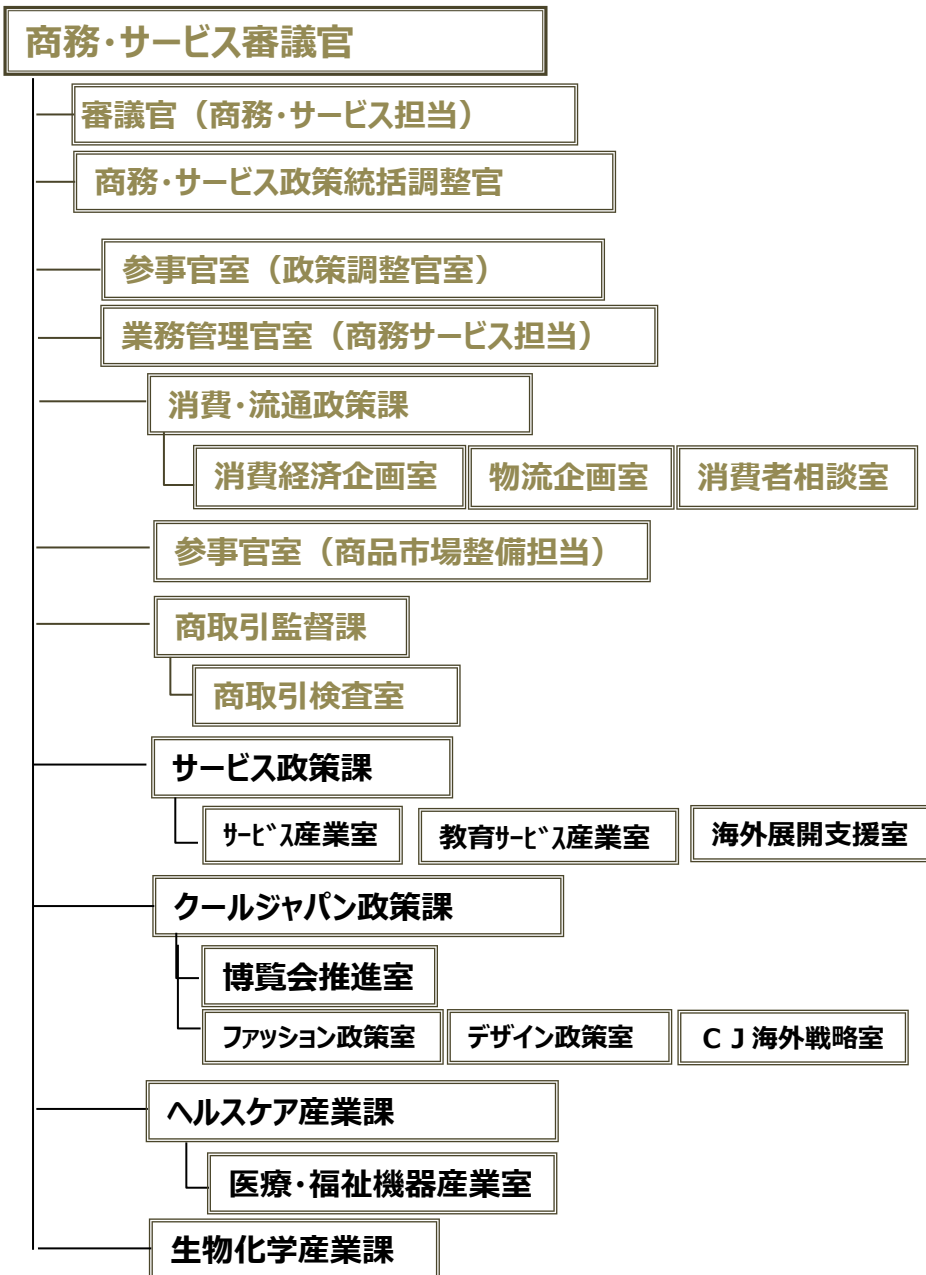 商務・サービス審議官
審議官（商務・サービス担当）
商務・サービス政策統括調整官
参事官室（政策調整官室）
業務管理官室（商務サービス担当）
消費・流通政策課
消費経済企画室 物流企画室 消費者相談室
参事官室（商品市場整備担当）
商取引監督課
商取引検査室
サービス政策課
ｻｰﾋﾞｽ産業室 教育ｻｰﾋﾞｽ産業室 海外展開支援室
クールジャパン政策課
博覧会推進室
ファッション政策室 デザイン政策室 ＣＪ海外戦略室
ヘルスケア産業課
医療・福祉機器産業室
生物化学産業課